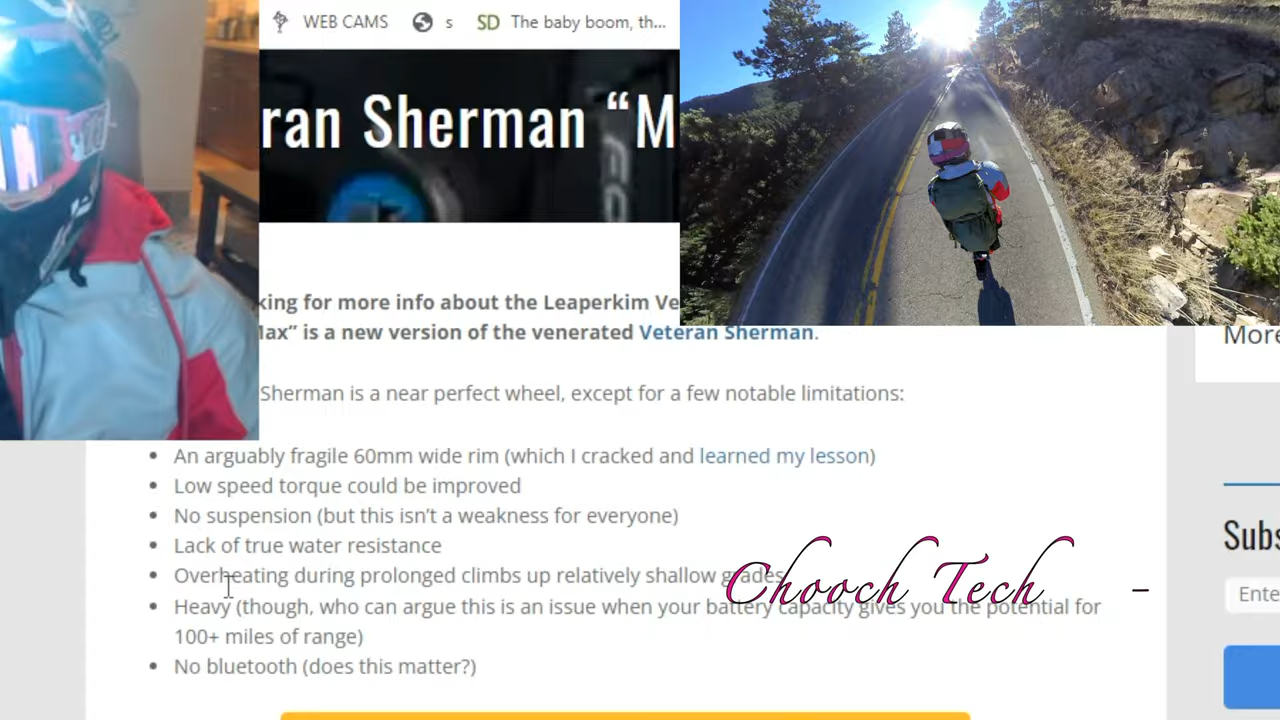 WEB CAMS s SD The baby boom, th...
ran Sherman “M
king for more info about the Leaperkim Ve
Max” is a new version of the venerated Veteran Sherman.
Sherman is a near perfect wheel, except for a few notable limitations:
An arguably fragile 60mm wide rim (which I cracked and learned my lesson)
Low speed torque could be improved
No suspension (but this isn’t a weakness for everyone)
Lack of true water resistance
Overheating during prolonged climbs up relatively shallow grades
Heavy (though, who can argue this is an issue when your battery capacity gives you the potential for
100+ miles of range)
No bluetooth (does this matter?)
Chooch Tech -
More
Subs
Ente